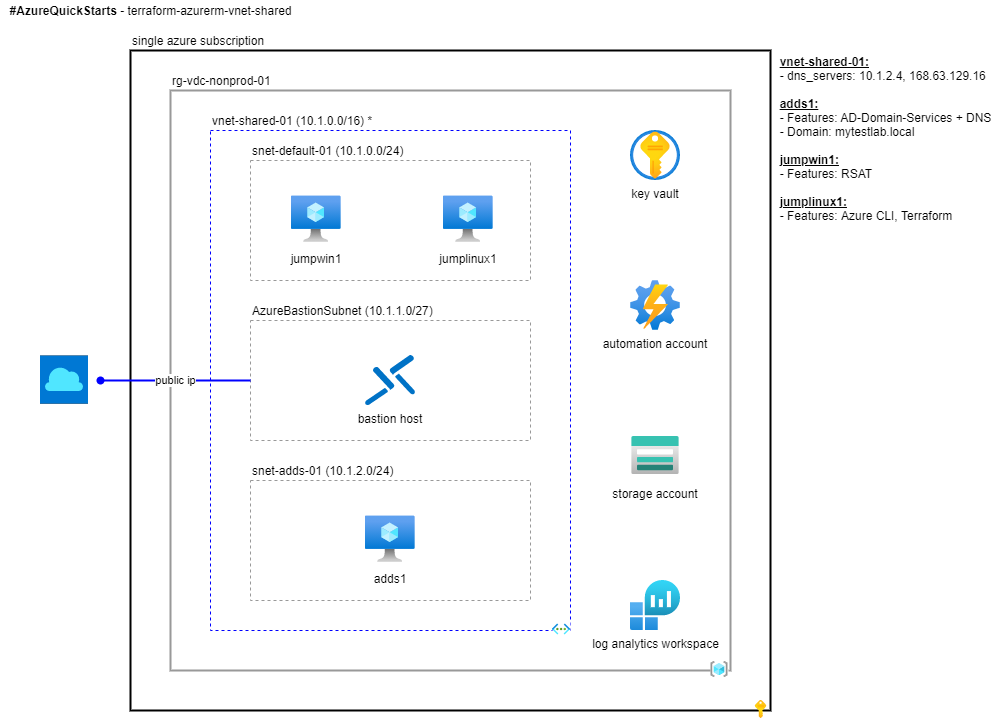 #AzureQuickStarts - terraform-azurerm-vnet-shared
single azure subscription
rg-vdc-nonprod-01
vnet-shared-01 (10.1.0.0/16) *
snet-default-01 (10.1.0.0/24)
jumpwin1
jumplinux1
AzureBastionSubnet (10.1.1.0/27)
public ip
bastion host
snet-adds-01 (10.1.2.0/24)
adds1
key vault
automation account
storage account
log analytics workspace
vnet-shared-01:
- dns_servers: 10.1.2.4, 168.63.129.16
adds1:
- Features: AD-Domain-Services + DNS
- Domain: mytestlab.local
jumpwin1:
- Features: RSAT
jumplinux1:
- Features: Azure CLI, Terraform